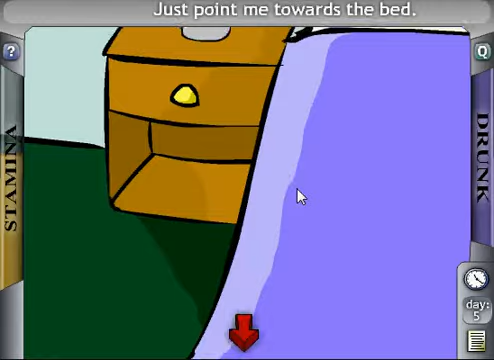 Just point me towards the bed.
?
Q
STAMINA
DRUNK
day:
5